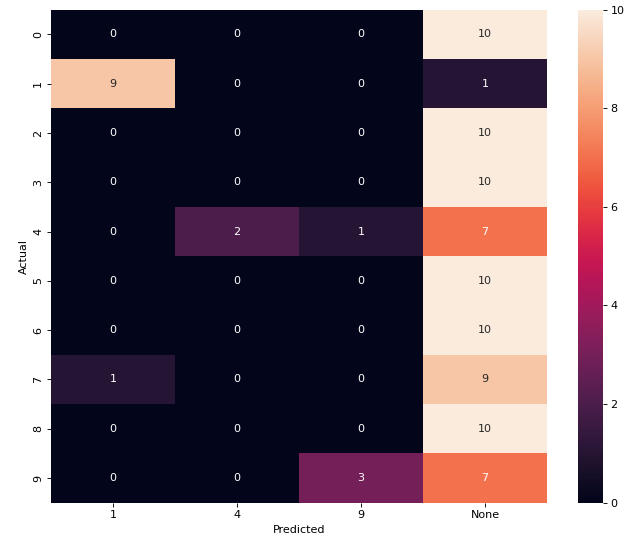 0 0 0 0 10
1 9 0 0 1
2 0 0 0 10
3 0 0 0 10
4 0 2 1 7
5 0 0 0 10
6 0 0 0 10
7 1 0 0 9
8 0 0 0 10
9 0 0 3 7
1 4 9 None
Predicted
Actual
10
8
6
4
2
0